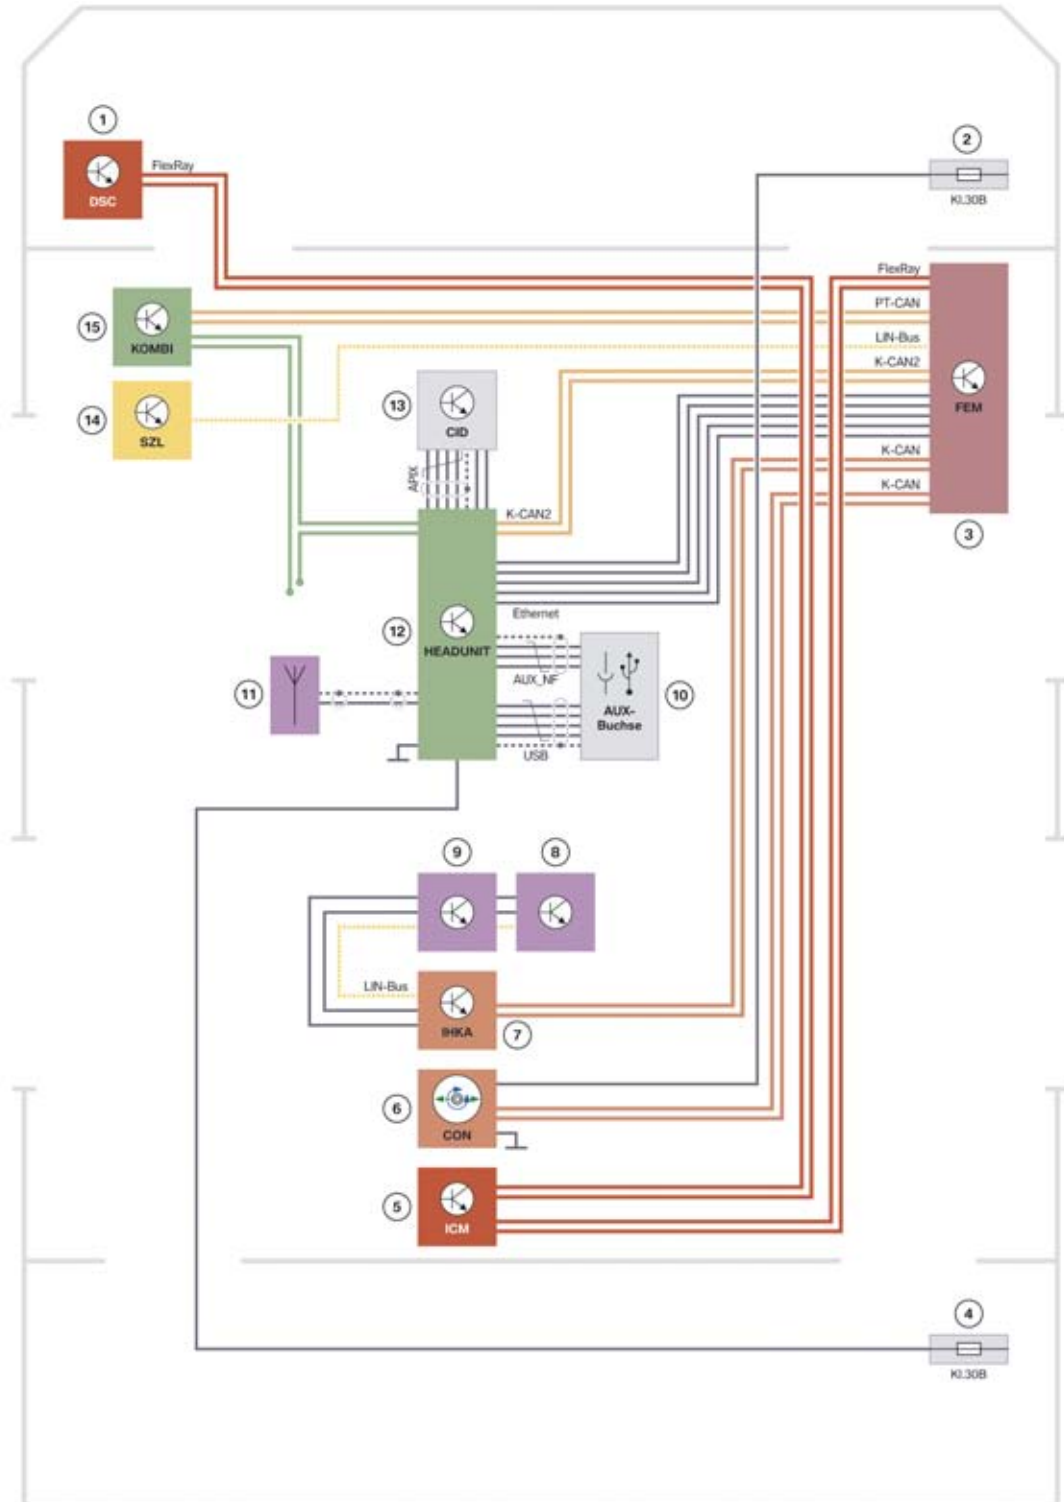 1
FlexRay
DSC
2
Kl.30B
FlexRay
PT-CAN
LIN-Bus
K-CAN2
FEM
K-CAN
K-CAN
3
15
KOMBI
14
SZL
13
CID
APIX
K-CAN2
12
HEADUNIT
Ethernet
AUX_NF
AUX-
Buchse
10
USB
11
9
8
LIN-Bus
IHKA
7
6
CON
5
ICM
4
Kl.30B